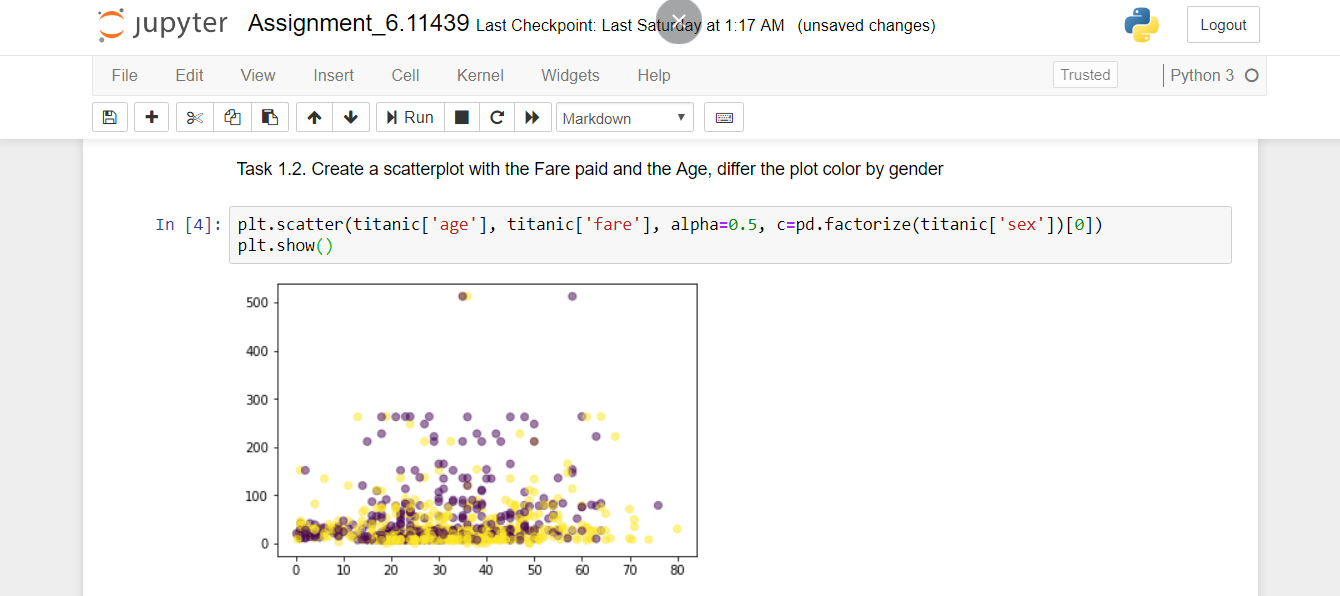 jupyter Assignment_6.11439 Last Checkpoint: Last Saturday at 1:17 AM (unsaved changes) Logout
File Edit View Insert Cell Kernel Widgets Help Trusted Python 3
Run Markdown
Task 1.2. Create a scatterplot with the Fare paid and the Age, differ the plot color by gender
In [4]: plt.scatter(titanic['age'], titanic['fare'], alpha=0.5, c=pd.factorize(titanic['sex'])[0])
plt.show()
500
400
300
200
100
0
0 10 20 30 40 50 60 70 80